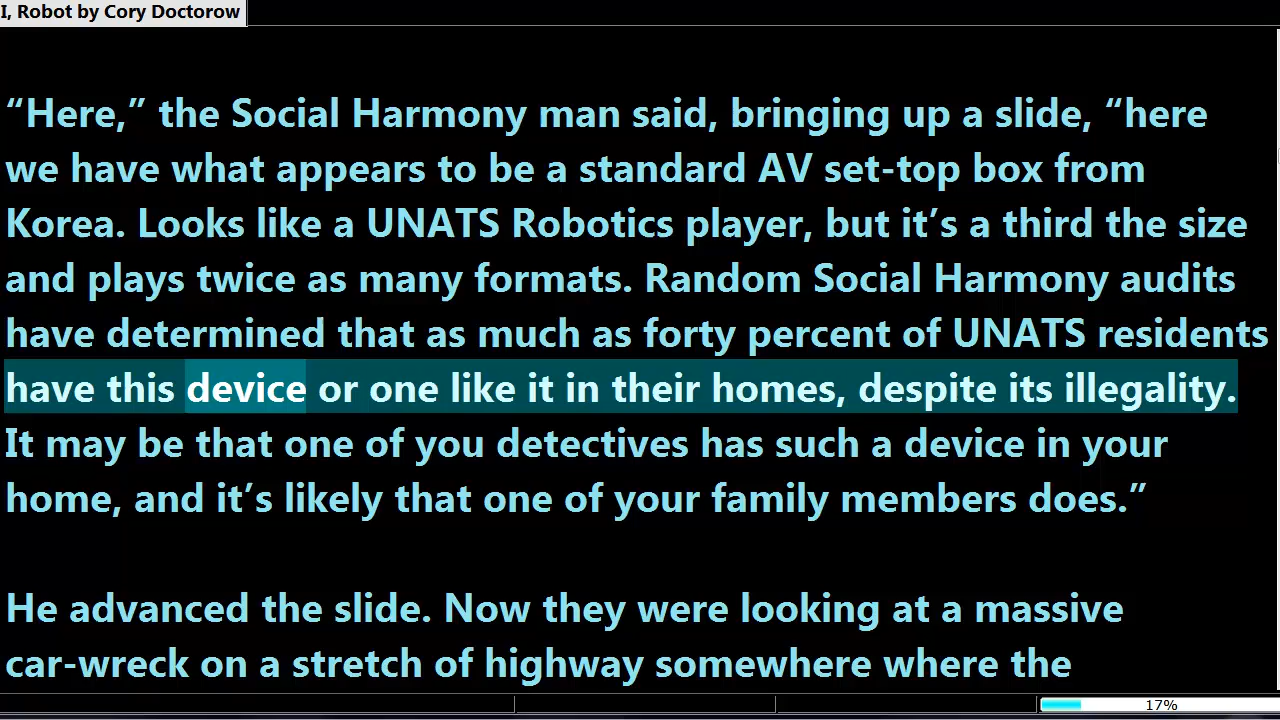 I, Robot by Cory Doctorow
“Here,” the Social Harmony man said, bringing up a slide, “here
we have what appears to be a standard AV set-top box from
Korea. Looks like a UNATS Robotics player, but it’s a third the size
and plays twice as many formats. Random Social Harmony audits
have determined that as much as forty percent of UNATS residents
have this device or one like it in their homes, despite its illegality.
It may be that one of you detectives has such a device in your
home, and it’s likely that one of your family members does.”
He advanced the slide. Now they were looking at a massive
car-wreck on a stretch of highway somewhere where the
17%